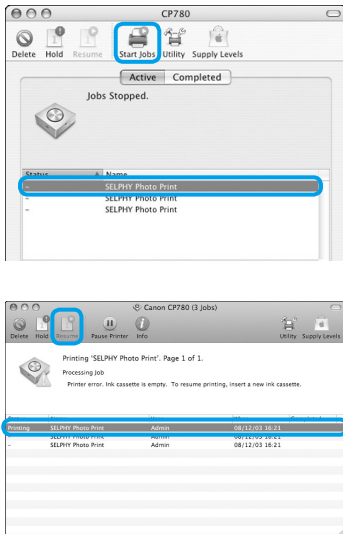 CP780
Delete Hold Resume Start Jobs Utility Supply Levels
Active Completed
Jobs Stopped.
Status Name
- SELPHY Photo Print
- SELPHY Photo Print
- SELPHY Photo Print
Canon CP780 (3 Jobs)
Delete Hold Resume Pause Printer Info Utility Supply Levels
Printing 'SELPHY Photo Print'. Page 1 of 1.
Processing Job
Printer error. Ink cassette is empty. To resume printing, insert a new ink cassette.
Printing SELPHY Photo Print Admin 08/12/03 16:21
- SELPHY Photo Print Admin 08/12/03 16:21
- SELPHY Photo Print Admin 08/12/03 16:21